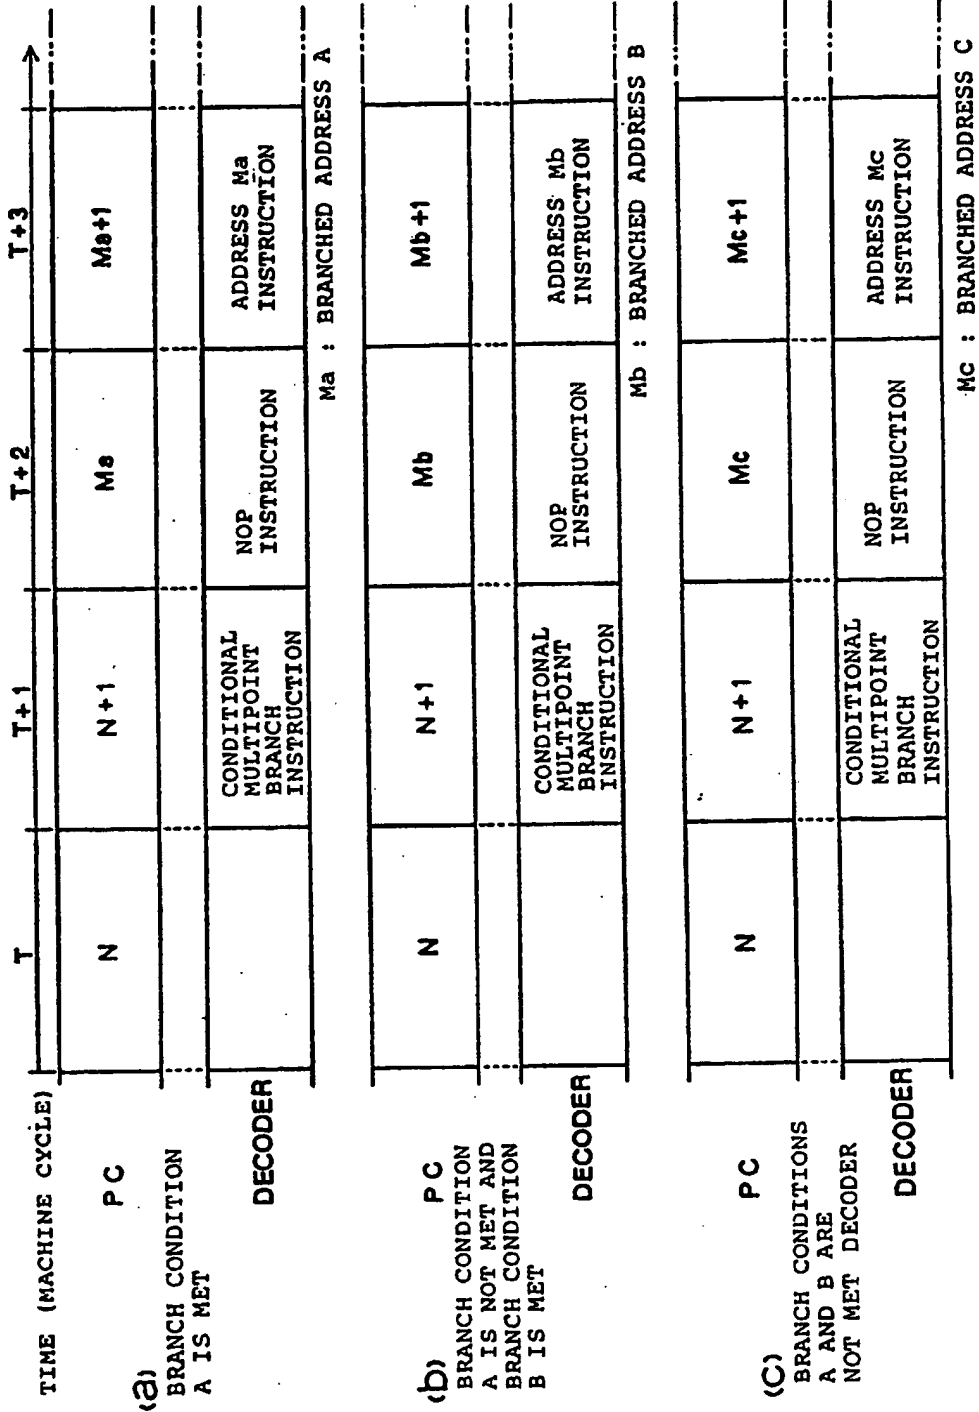 TIME (MACHINE CYCLE)
T
T+1
T+2
T+3
(a)
PC
N
N+1
Ma
Ma+1
BRANCH CONDITION
A IS MET
DECODER
CONDITIONAL
MULTIPOINT
BRANCH
INSTRUCTION
NOP
INSTRUCTION
ADDRESS Ma
INSTRUCTION
Ma : BRANCHED ADDRESS A
(b)
PC
N
N+1
Mb
Mb+1
BRANCH CONDITION
A IS NOT MET AND
BRANCH CONDITION
B IS MET
DECODER
CONDITIONAL
MULTIPOINT
BRANCH
INSTRUCTION
NOP
INSTRUCTION
ADDRESS Mb
INSTRUCTION
Mb : BRANCHED ADDRESS B
(C)
PC
N
N+1
Mc
Mc+1
BRANCH CONDITIONS
A AND B ARE
NOT MET DECODER
DECODER
CONDITIONAL
MULTIPOINT
BRANCH
INSTRUCTION
NOP
INSTRUCTION
ADDRESS Mc
INSTRUCTION
Mc : BRANCHED ADDRESS C